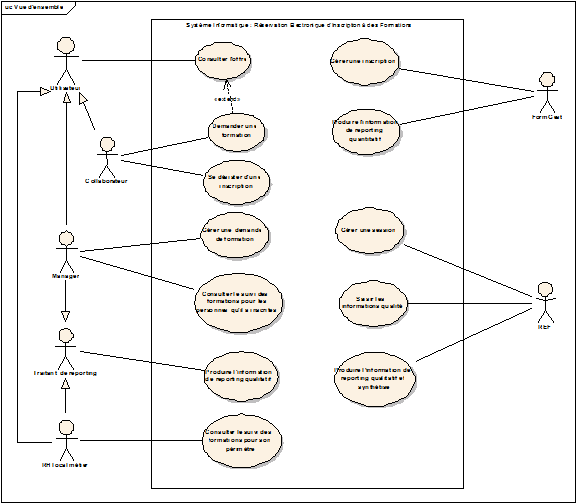 uc Vue d'ensemble
Système Informatique : Réservation Electronique d'Inscription à des Formations
Utilisateur
Consulter l'offre
Gérer une inscription
FormGest
«extend»
Demander une
formation
Produire l'information
de reporting
quantitatif
Collaborateur
Se désister d'une
inscription
Gérer une demande
de formation
Gérer une session
Manager
Consulter le suivi des
formations pour les
personnes qu'il a inscrites
Saisir les
informations qualité
REF
Traitant de reporting
Produire l'information
de reporting qualitatif
Produire l'information de
reporting qualitatif et
synthétise
Consulter le suivi des
formations pour son
périmètre
RH local métier